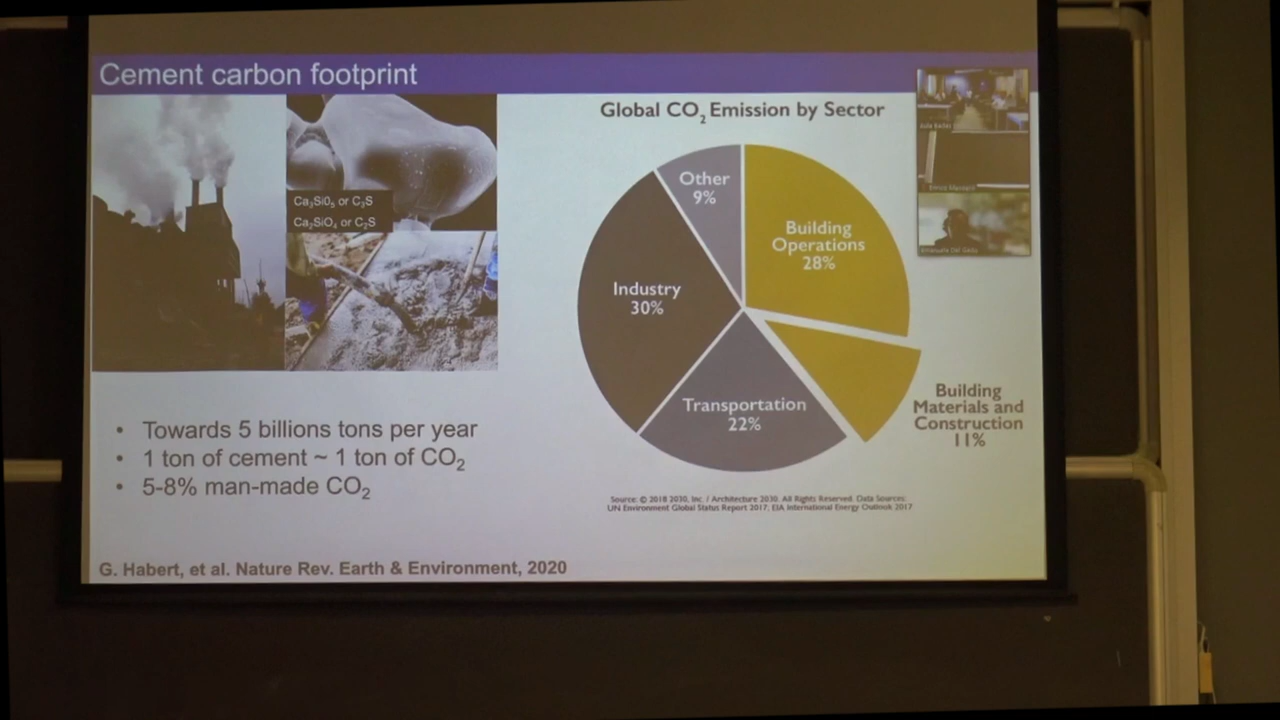 Cement carbon footprint
Ca3SiO5 or C3S
Ca2SiO4 or C2S
• Towards 5 billions tons per year
• 1 ton of cement ~ 1 ton of CO2
• 5-8% man-made CO2
G. Habert, et al. Nature Rev. Earth & Environment, 2020
Global CO2 Emission by Sector
Other
9%
Building
Operations
28%
Industry
30%
Transportation
22%
Building
Materials and
Construction
11%
Source: © 2018 2030, Inc. / Architecture 2030. All Rights Reserved. Data Sources:
UN Environment Global Status Report 2017, EIA International Energy Outlook 2017